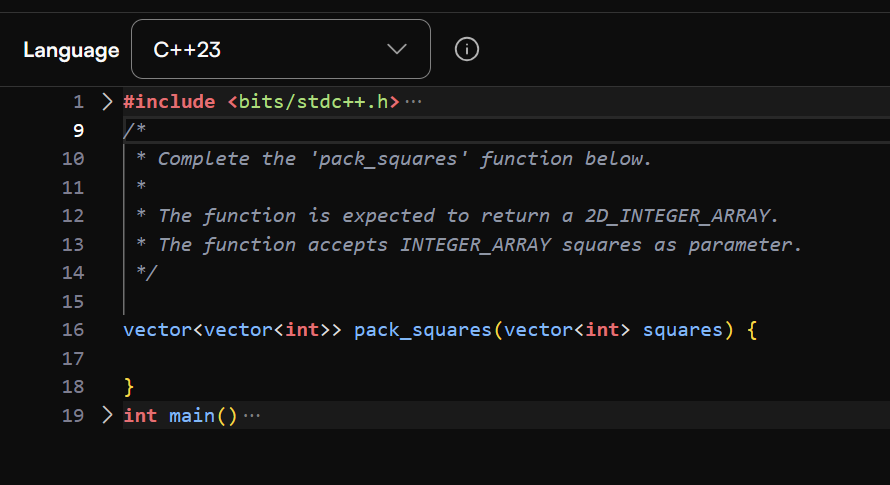 Language C++23
1 #include <bits/stdc++.h>···
9 /*
10 * Complete the 'pack_squares' function below.
11 *
12 * The function is expected to return a 2D_INTEGER_ARRAY.
13 * The function accepts INTEGER_ARRAY squares as parameter.
14 */
15
16 vector<vector<int>> pack_squares(vector<int> squares) {
17
18 }
19 int main()···